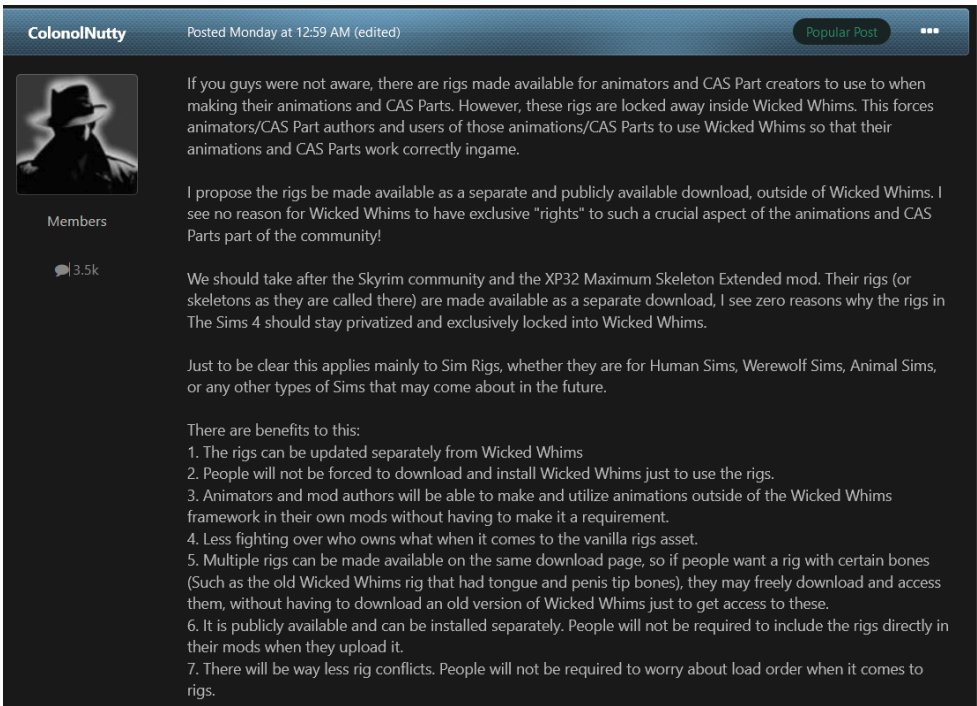 ColonolNutty
Posted Monday at 12:59 AM (edited)
Popular Post
Members
3.5k
If you guys were not aware, there are rigs made available for animators and CAS Part creators to use to when
making their animations and CAS Parts. However, these rigs are locked away inside Wicked Whims. This forces
animators/CAS Part authors and users of those animations/CAS Parts to use Wicked Whims so that their
animations and CAS Parts work correctly ingame.
I propose the rigs be made available as a separate and publicly available download, outside of Wicked Whims. I
see no reason for Wicked Whims to have exclusive "rights" to such a crucial aspect of the animations and CAS
Parts part of the community!
We should take after the Skyrim community and the XP32 Maximum Skeleton Extended mod. Their rigs (or
skeletons as they are called there) are made available as a separate download, I see zero reasons why the rigs in
The Sims 4 should stay privatized and exclusively locked into Wicked Whims.
Just to be clear this applies mainly to Sim Rigs, whether they are for Human Sims, Werewolf Sims, Animal Sims,
or any other types of Sims that may come about in the future.
There are benefits to this:
1. The rigs can be updated separately from Wicked Whims
2. People will not be forced to download and install Wicked Whims just to use the rigs.
3. Animators and mod authors will be able to make and utilize animations outside of the Wicked Whims
framework in their own mods without having to make it a requirement.
4. Less fighting over who owns what when it comes to the vanilla rigs asset.
5. Multiple rigs can be made available on the same download page, so if people want a rig with certain bones
(Such as the old Wicked Whims rig that had tongue and penis tip bones), they may freely download and access
them, without having to download an old version of Wicked Whims just to get access to these.
6. It is publicly available and can be installed separately. People will not be required to include the rigs directly in
their mods when they upload it.
7. There will be way less rig conflicts. People will not be required to worry about load order when it comes to
rigs.